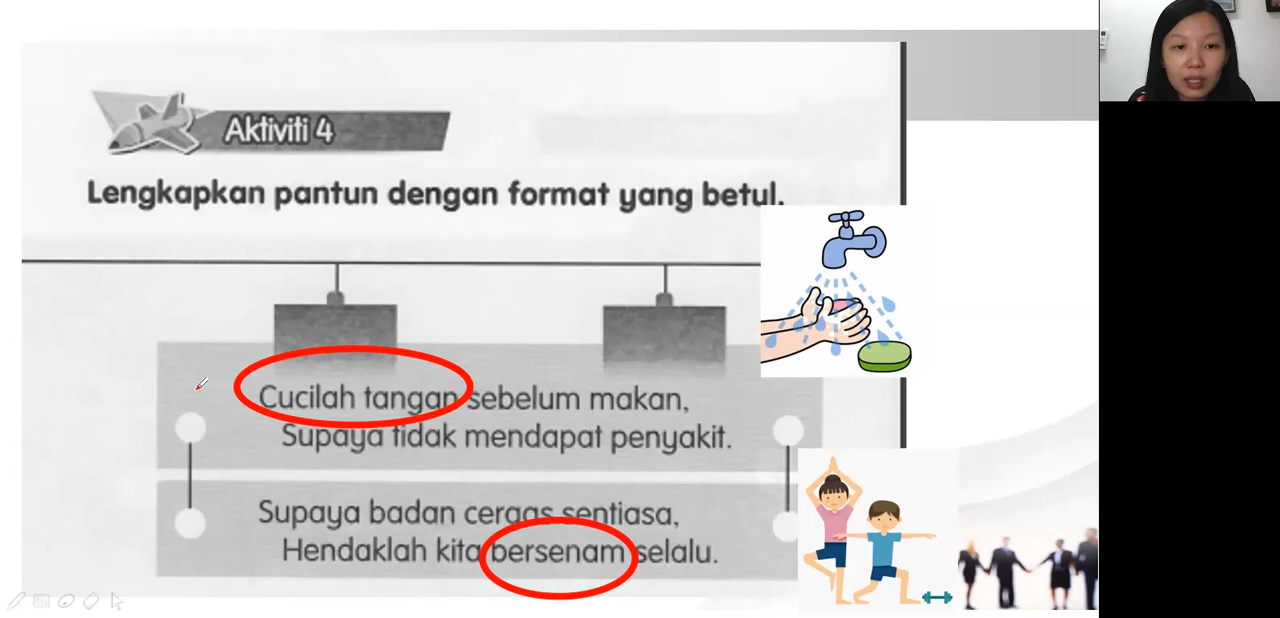 Aktiviti 4
Lengkapkan pantun dengan format yang betul.
Cucilah tangan sebelum makan,
Supaya tidak mendapat penyakit.
Supaya badan cergas sentiasa,
Hendaklah kita bersenam selalu.